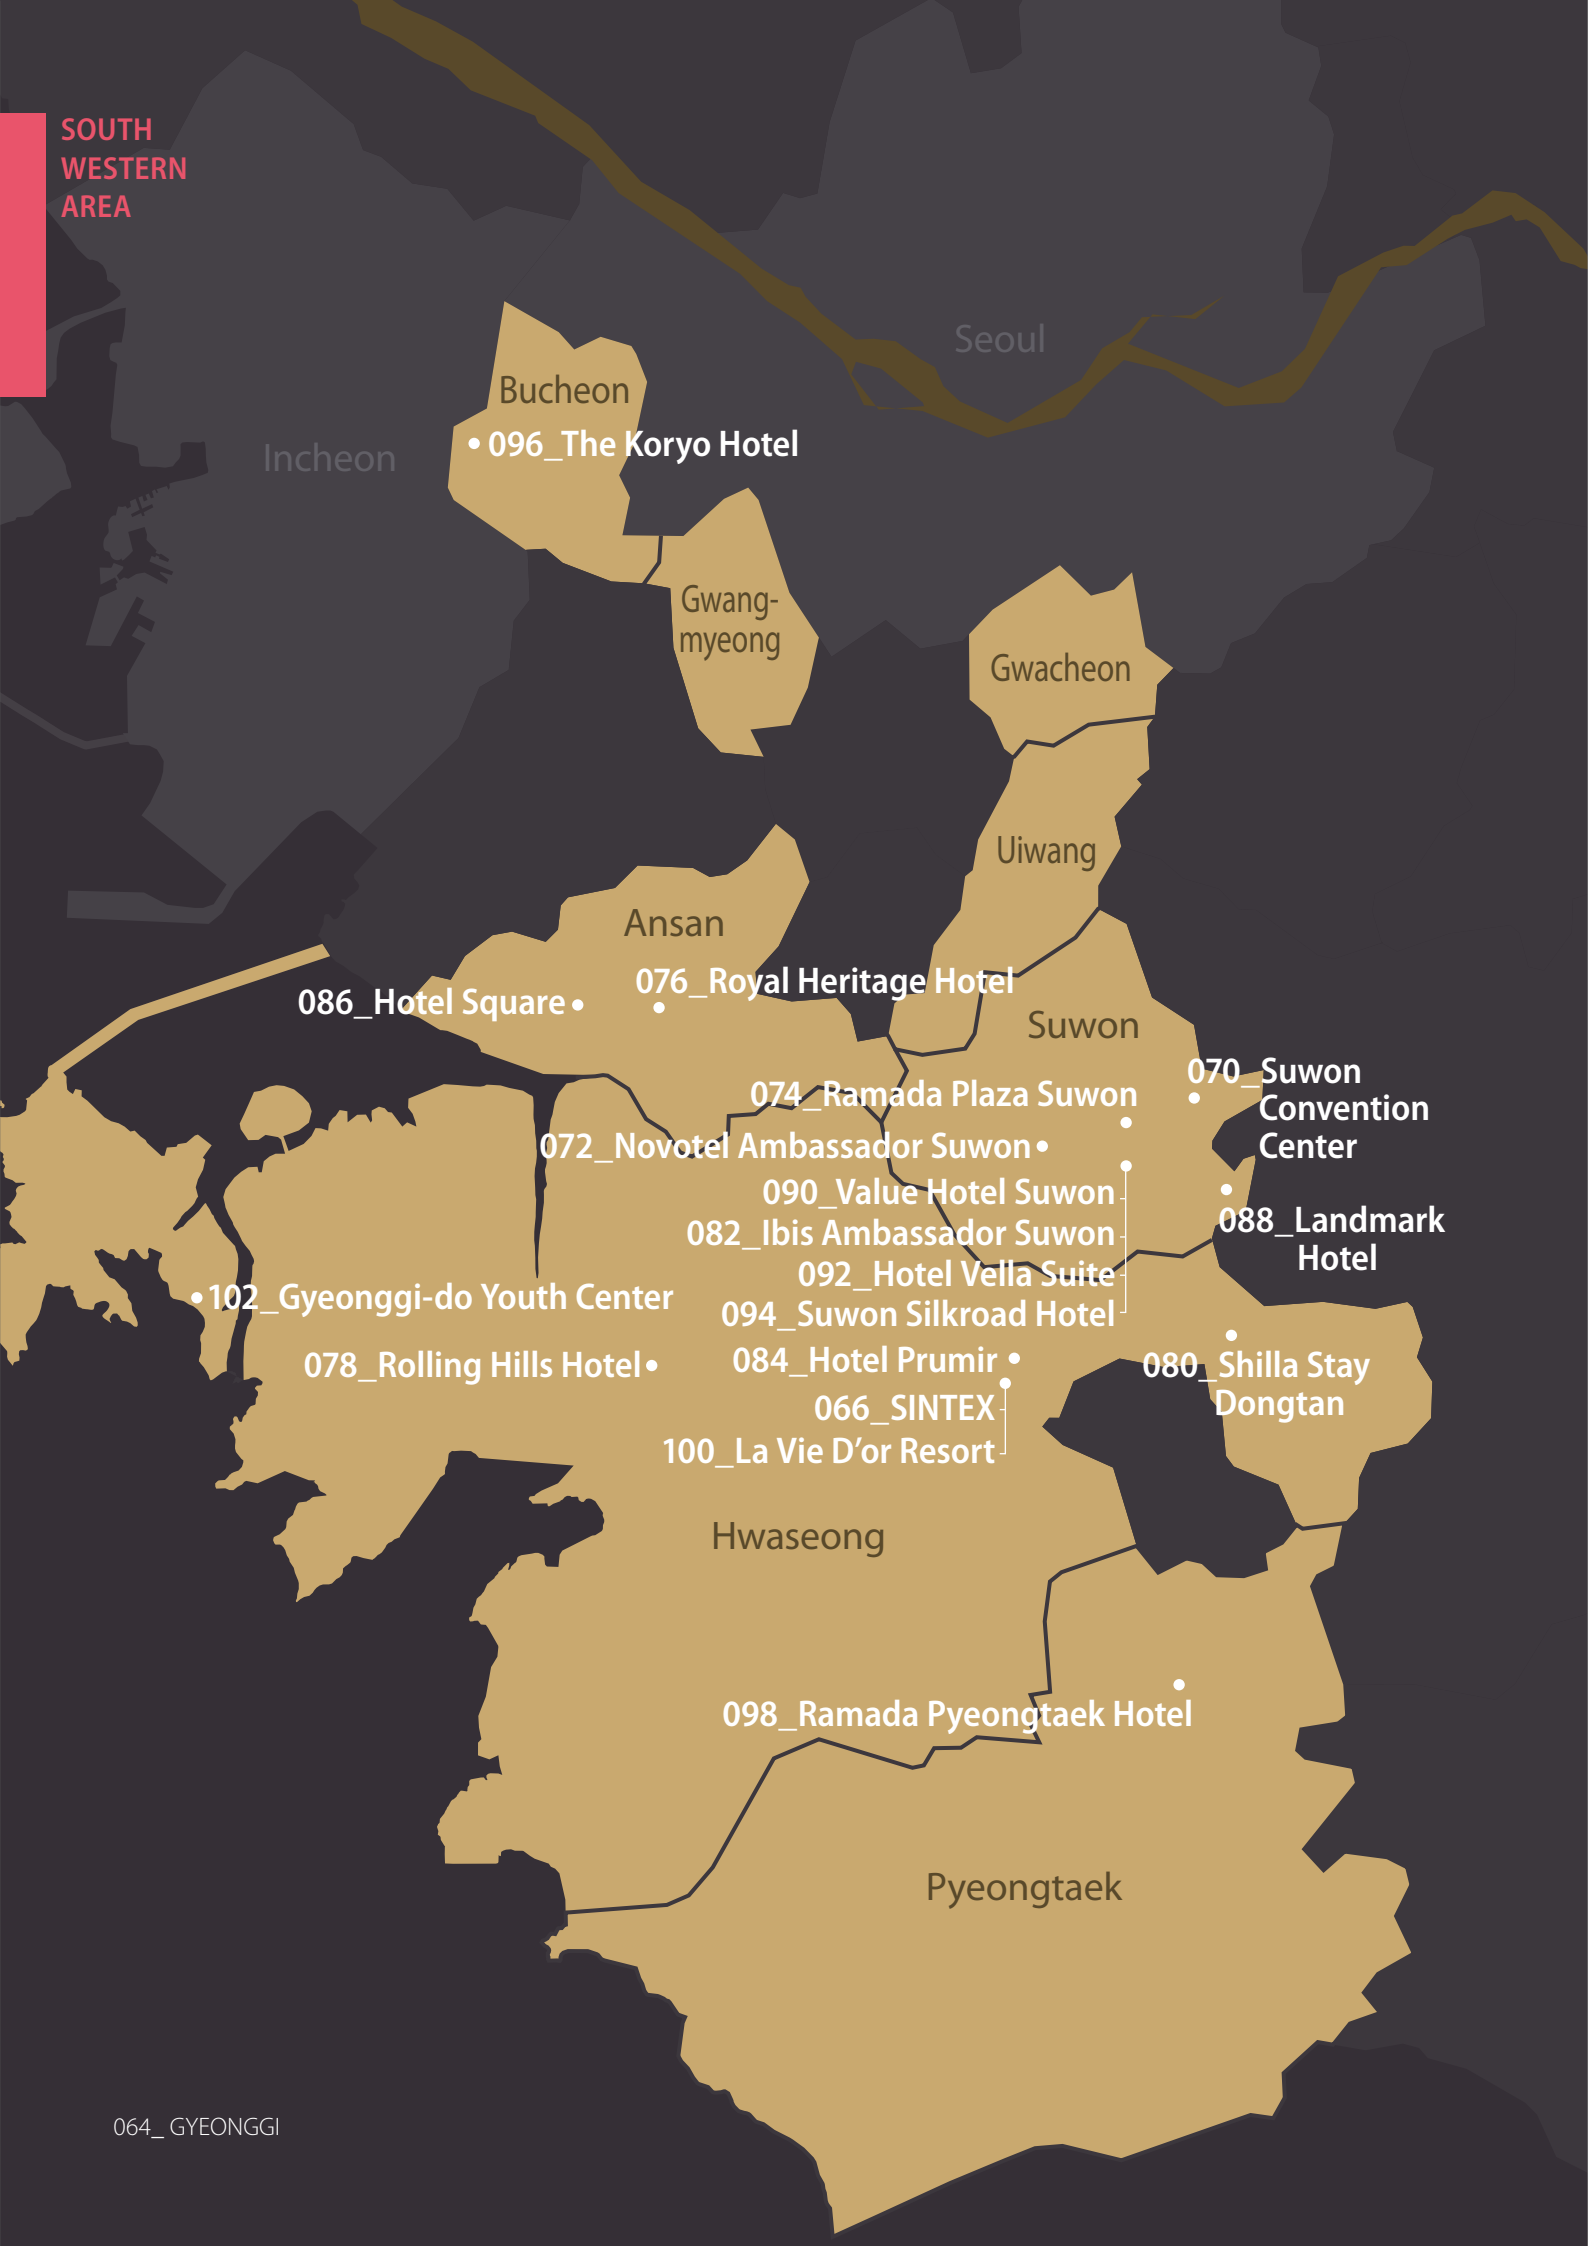 SOUTH
WESTERN
AREA
Seoul
Bucheon
096_The Koryo Hotel
Incheon
Gwang-
myeong
Gwacheon
Uiwang
Ansan
076_Royal Heritage Hotel
086_Hotel Square
Suwon
070_Suwon
Convention
Center
074_Ramada Plaza Suwon
072_Novotel Ambassador Suwon
090_Value Hotel Suwon
088_Landmark
Hotel
082_Ibis Ambassador Suwon
092_Hotel Vella Suite
102_Gyeonggi-do Youth Center
094_Suwon Silkroad Hotel
084_Hotel Prumir
078_Rolling Hills Hotel
080_Shilla Stay
Dongtan
066_SINTEX
100_La Vie D’or Resort
Hwaseong
098_Ramada Pyeongtaek Hotel
Pyeongtaek
064_ GYEONGGI